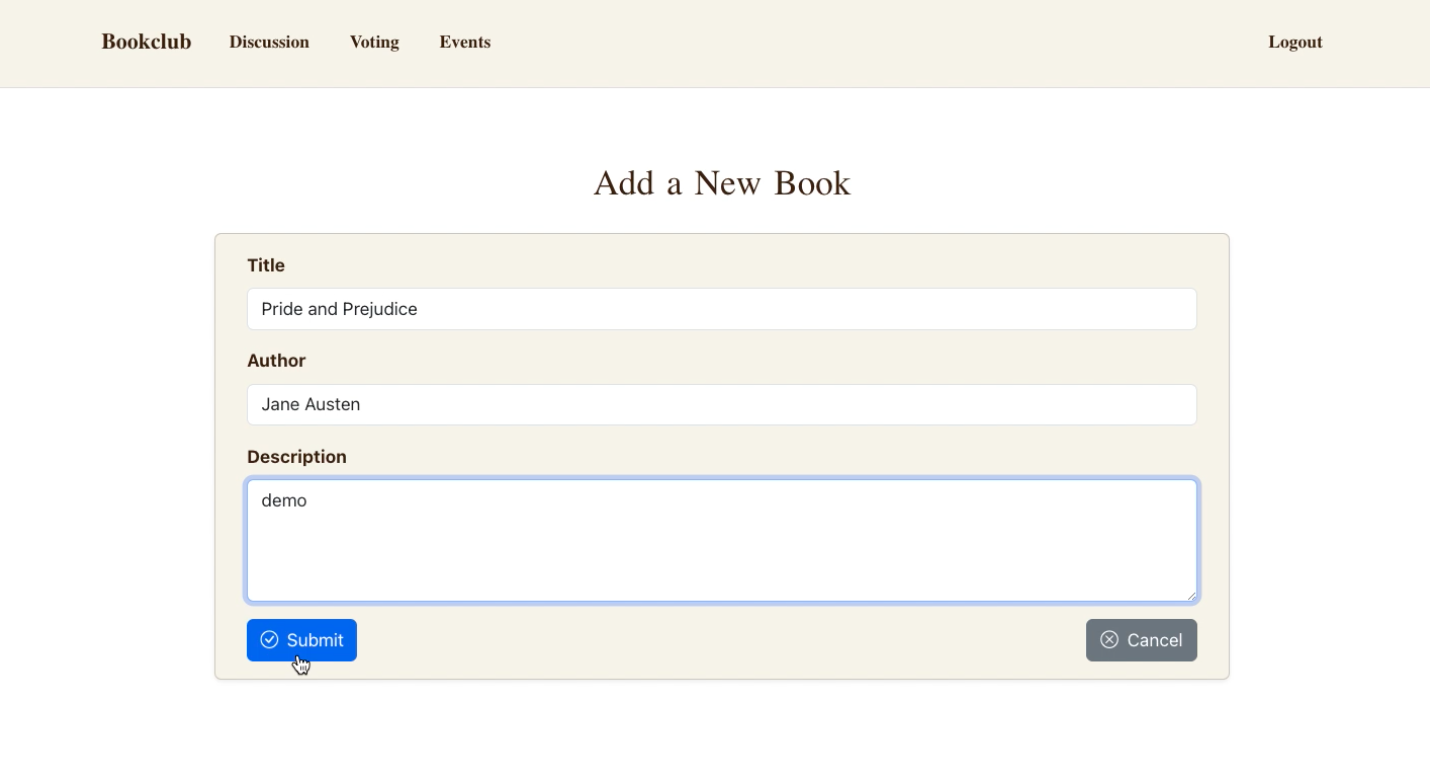 Bookclub Discussion Voting Events Logout
Add a New Book
Title
Pride and Prejudice
Author
Jane Austen
Description
demo
Submit Cancel